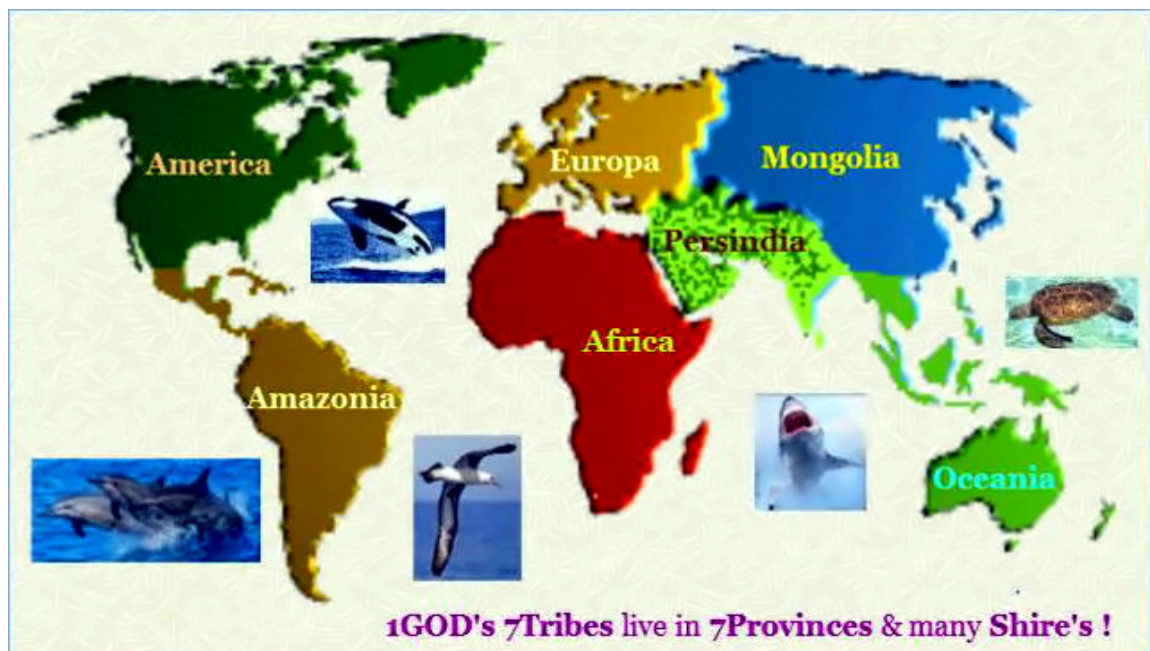 America
Europa
Mongolia
Persindia
Africa
Amazonia
Oceania
1GOD's 7Tribes live in 7Provinces & many Shire's !